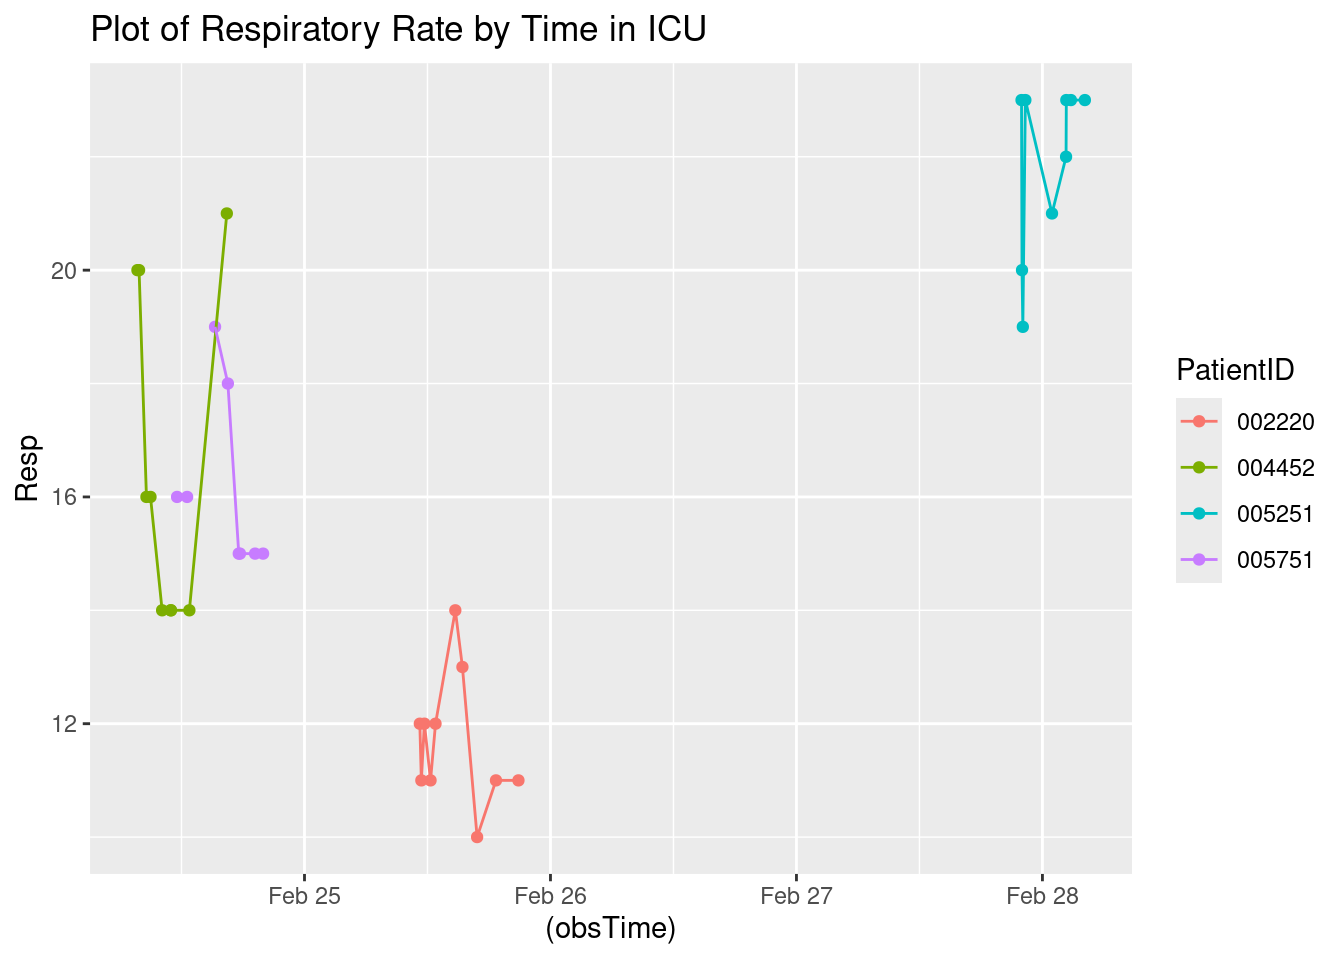 Plot of Respiratory Rate by Time in ICU
Resp
20
16
12
Feb 25
Feb 26
Feb 27
Feb 28
(obsTime)
PatientID
002220
004452
005251
005751